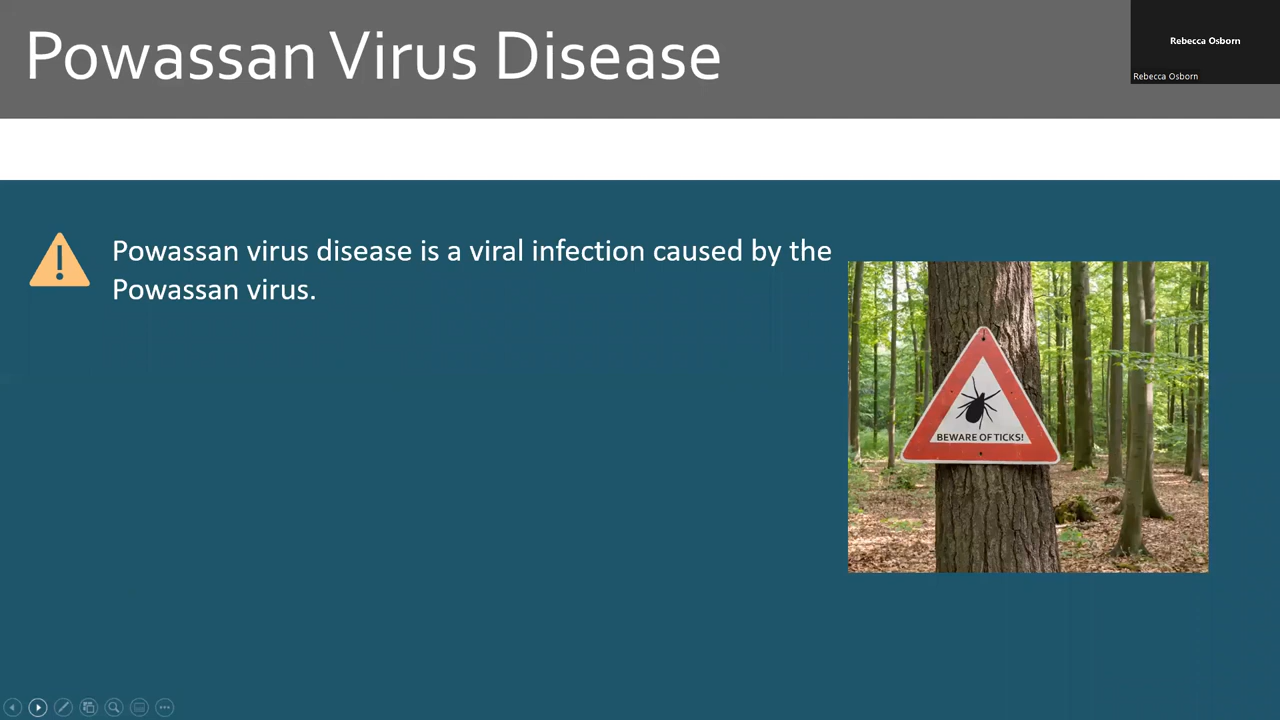 Powassan Virus Disease
Rebecca Osborn
Rebecca Osborn
Powassan virus disease is a viral infection caused by the
Powassan virus.
BEWARE OF TICKS!